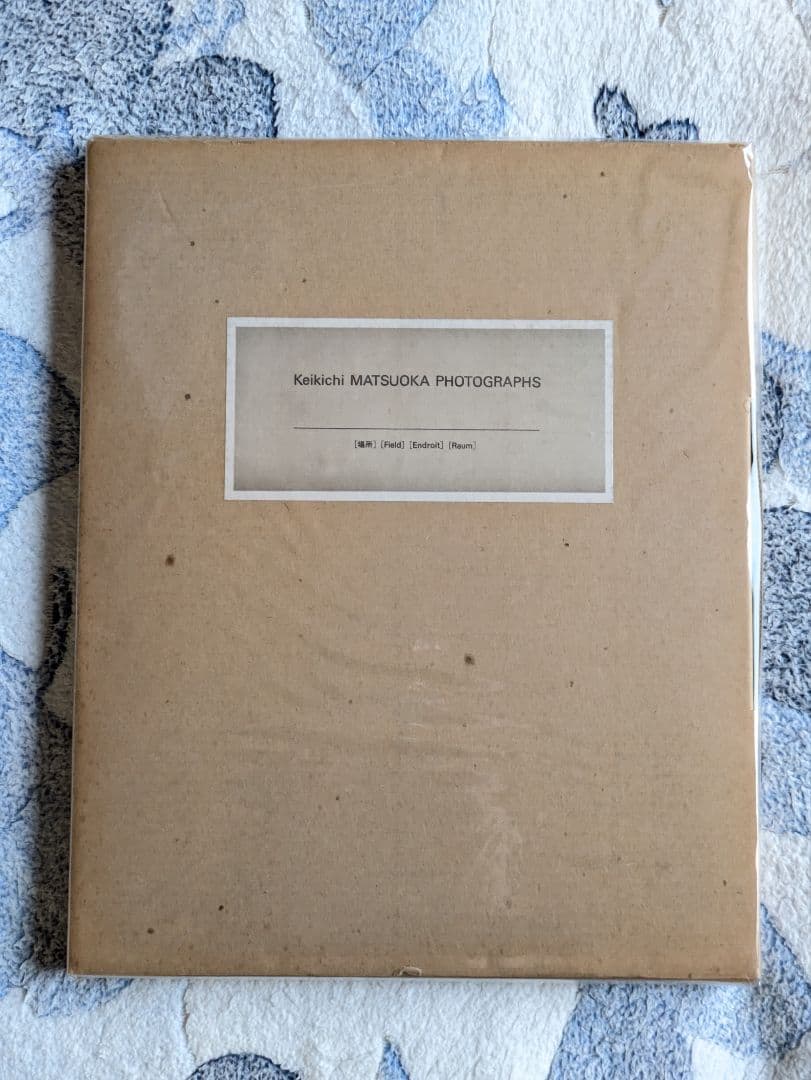 Keikichi MATSUOKA PHOTOGRAPHS
[場所] [Field] [Endroit] [Raum]